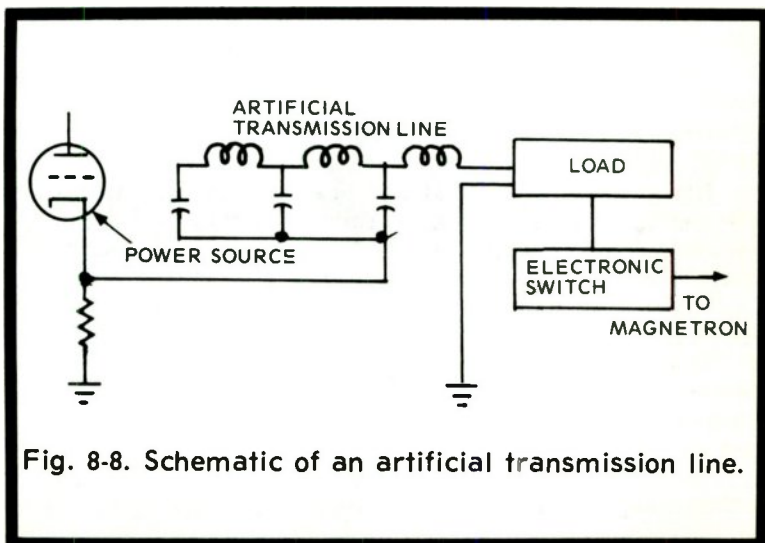 ARTIFICIAL
TRANSMISSION LINE
POWER SOURCE
LOAD
ELECTRONIC
SWITCH
TO
MAGNETRON
Fig. 8-8. Schematic of an artificial transmission line.